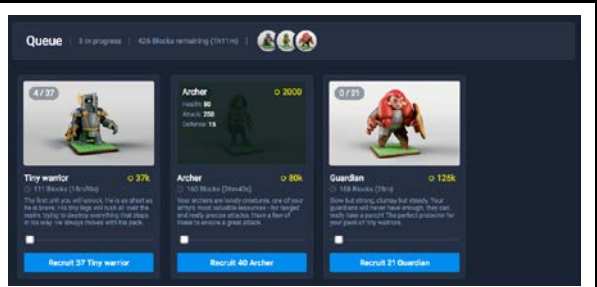 Queue | 3 in progress | 426 Blocks remaining (1h11m)
4 / 37
Archer 2000
Health: 80
Attack: 250
Defense: 15
0 / 21
Tiny warrior 37k
111 Blocks
Archer 80k
140 Blocks
Guardian 126k
168 Blocks (28m)
The first unit you will unlock. He is as short as
he is brave. His tiny legs will rush all over the
realm, trying to destroy everything that steps
in his way. He always moves with his pack.
Your archers are lonely creatures, one of your
army's most valuable resources - for ranged
and really precise attacks. Have a few of
these to ensure a great attack.
Slow but strong, clumsy but steady. Your
guardians will never have enough, they can
really take a punch! The perfect protector for
your pack of tiny warriors.
Recruit 37 Tiny warrior
Recruit 40 Archer
Recruit 21 Guardian